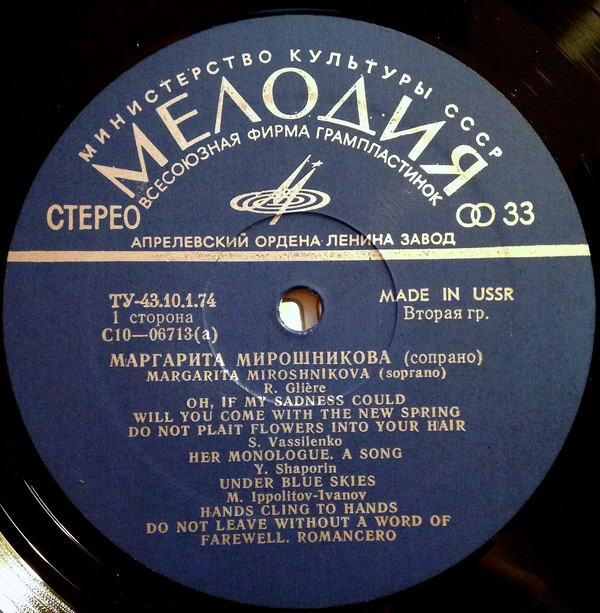 МИНИСТЕРСТВО КУЛЬТУРЫ СССР
МЕЛОДИЯ
ВСЕСОЮЗНАЯ ФИРМА ГРАМПЛАСТИНОК
СТЕРЕО
33
АПРЕЛЕВСКИЙ ОРДЕНА ЛЕНИНА ЗАВОД
ТУ-43.10.1.74
1 сторона
С10—06713(а)
MADE IN USSR
Вторая гр.
МАРГАРИТА МИРОШНИКОВА (сопрано)
MARGARITA MIROSHNIKOVA (soprano)
R. Glière
OH, IF MY SADNESS COULD
WILL YOU COME WITH THE NEW SPRING
DO NOT PLAIT FLOWERS INTO YOUR HAIR
S. Vassilenko
HER MONOLOGUE. A SONG
Y. Shaporin
UNDER BLUE SKIES
M. Ippolitov-Ivanov
HANDS CLING TO HANDS
DO NOT LEAVE WITHOUT A WORD OF
FAREWELL. ROMANCERO